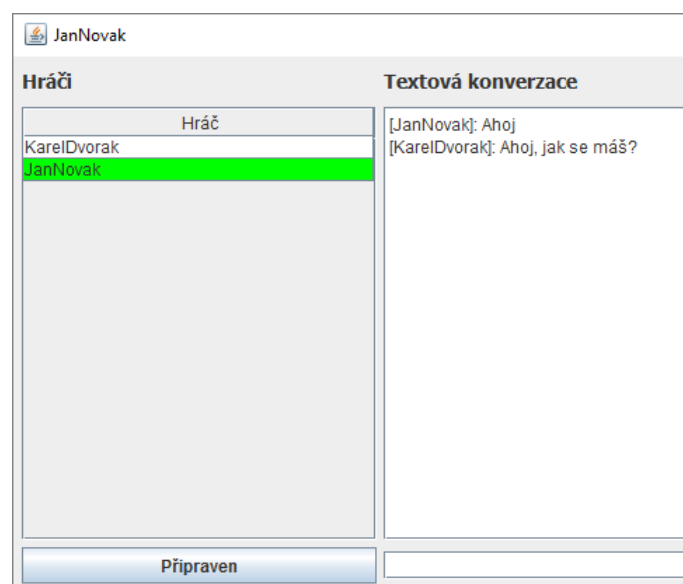 JanNovak
Hráči
Hráč
KarelDvorak
JanNovak
Připraven
Textová konverzace
[JanNovak]: Ahoj
[KarelDvorak]: Ahoj, jak se máš?